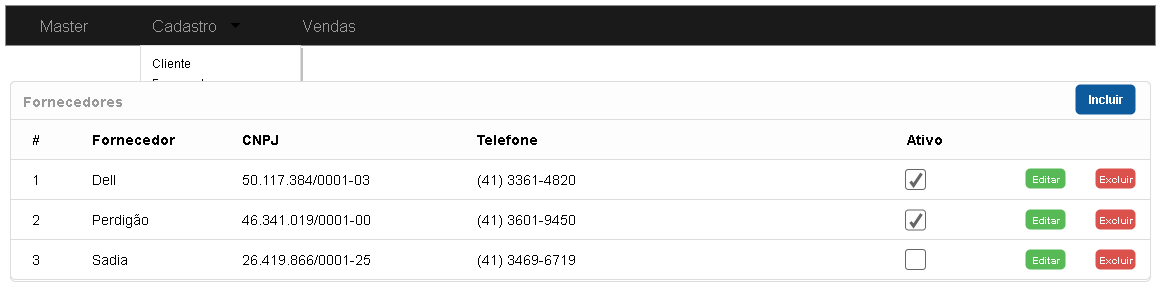 Master Cadastro Vendas
Cliente
Fornecedores Incluir
# Fornecedor CNPJ Telefone Ativo
1 Dell 50.117.384/0001-03 (41) 3361-4820 Editar Excluir
2 Perdigão 46.341.019/0001-00 (41) 3601-9450 Editar Excluir
3 Sadia 26.419.866/0001-25 (41) 3469-6719 Editar Excluir